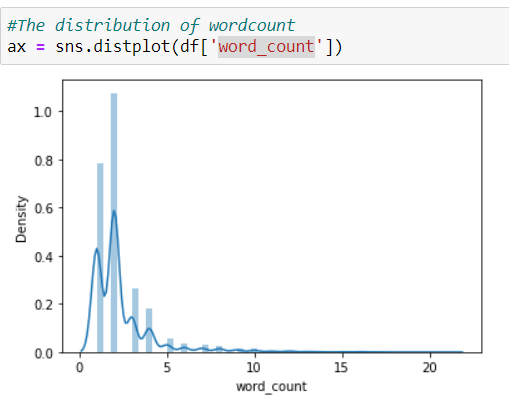 #The distribution of wordcount
ax = sns.distplot(df['word_count'])
1.0
0.8
0.6
0.4
0.2
0.0
Density
0 5 10 15 20
word_count